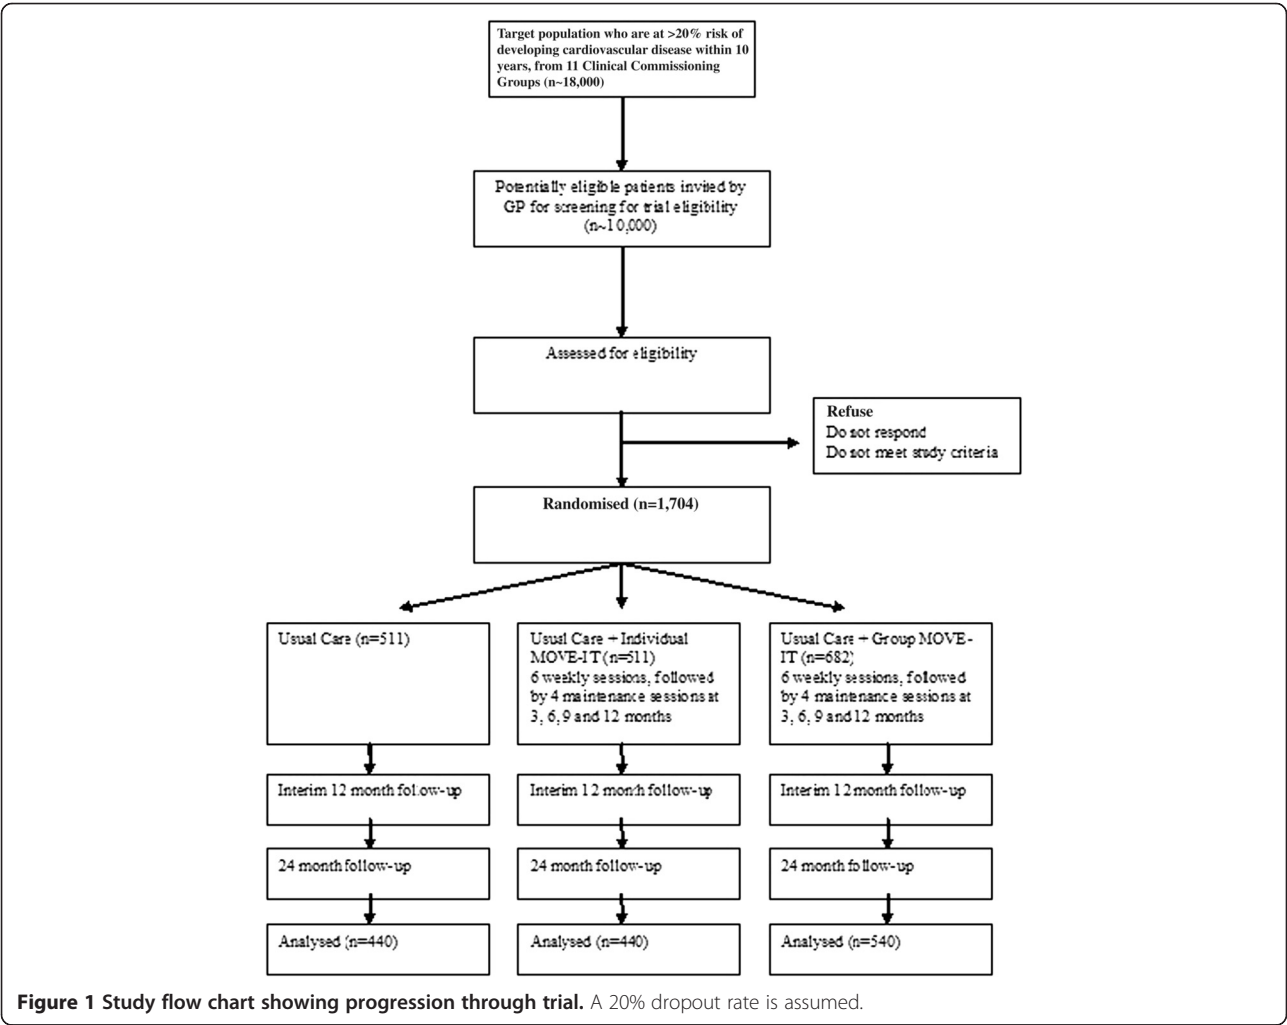 Target population who are at >20% risk of
developing cardiovascular disease within 10
years, from 11 Clinical Commissioning
Groups (n~18,000)
Potentially eligible patients invited by
GP for screening for trial eligibility
(n~10,000)
Assessed for eligibility
Refuse
Do not respond
Do not meet study criteria
Randomised (n=1,704)
Usual Care (n=511)
Usual Care + Individual
MOVE-IT (n=511)
6 weekly sessions, followed
by 4 maintenance sessions at
3, 6, 9 and 12 months
Usual Care + Group MOVE-
IT (n=682)
6 weekly sessions, followed
by 4 maintenance sessions at
3, 6, 9 and 12 months
Interim 12 month follow-up
Interim 12 month follow-up
Interim 12 month follow-up
24 month follow-up
24 month follow-up
24 month follow-up
Analysed (n=440)
Analysed (n=440)
Analysed (n=540)
Figure 1 Study flow chart showing progression through trial. A 20% dropout rate is assumed.